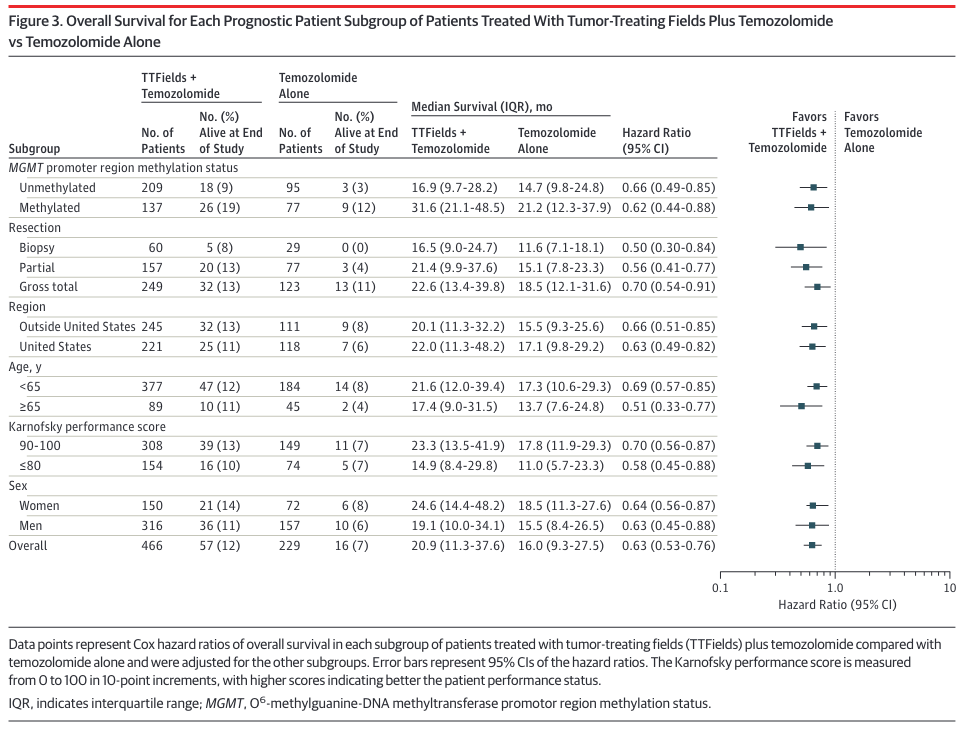 Figure 3. Overall Survival for Each Prognostic Patient Subgroup of Patients Treated With Tumor-Treating Fields Plus Temozolomide
vs Temozolomide Alone
TTFields + Temozolomide
Temozolomide Alone
Median Survival (IQR), mo
Favors TTFields + Temozolomide
Favors Temozolomide Alone
Subgroup No. of Patients No. (%) Alive at End of Study No. of Patients No. (%) Alive at End of Study TTFields + Temozolomide Temozolomide Alone Hazard Ratio (95% CI)
MGMT promoter region methylation status
Unmethylated 209 18 (9) 95 3 (3) 16.9 (9.7-28.2) 14.7 (9.8-24.8) 0.66 (0.49-0.85)
Methylated 137 26 (19) 77 9 (12) 31.6 (21.1-48.5) 21.2 (12.3-37.9) 0.62 (0.44-0.88)
Resection
Biopsy 60 5 (8) 29 0 (0) 16.5 (9.0-24.7) 11.6 (7.1-18.1) 0.50 (0.30-0.84)
Partial 157 20 (13) 77 3 (4) 21.4 (9.9-37.6) 15.1 (7.8-23.3) 0.56 (0.41-0.77)
Gross total 249 32 (13) 123 13 (11) 22.6 (13.4-39.8) 18.5 (12.1-31.6) 0.70 (0.54-0.91)
Region
Outside United States 245 32 (13) 111 9 (8) 20.1 (11.3-32.2) 15.5 (9.3-25.6) 0.66 (0.51-0.85)
United States 221 25 (11) 118 7 (6) 22.0 (11.3-48.2) 17.1 (9.8-29.2) 0.63 (0.49-0.82)
Age, y
<65 377 47 (12) 184 14 (8) 21.6 (12.0-39.4) 17.3 (10.6-29.3) 0.69 (0.57-0.85)
≥65 89 10 (11) 45 2 (4) 17.4 (9.0-31.5) 13.7 (7.6-24.8) 0.51 (0.33-0.77)
Karnofsky performance score
90-100 308 39 (13) 149 11 (7) 23.3 (13.5-41.9) 17.8 (11.9-29.3) 0.70 (0.56-0.87)
≤80 154 16 (10) 74 5 (7) 14.9 (8.4-29.8) 11.0 (5.7-23.3) 0.58 (0.45-0.88)
Sex
Women 150 21 (14) 72 6 (8) 24.6 (14.4-48.2) 18.5 (11.3-27.6) 0.64 (0.56-0.87)
Men 316 36 (11) 157 10 (6) 19.1 (10.0-34.1) 15.5 (8.4-26.5) 0.63 (0.45-0.88)
Overall 466 57 (12) 229 16 (7) 20.9 (11.3-37.6) 16.0 (9.3-27.5) 0.63 (0.53-0.76)
0.1 1.0 10
Hazard Ratio (95% CI)
Data points represent Cox hazard ratios of overall survival in each subgroup of patients treated with tumor-treating fields (TTFields) plus temozolomide compared with
temozolomide alone and were adjusted for the other subgroups. Error bars represent 95% CIs of the hazard ratios. The Karnofsky performance score is measured
from 0 to 100 in 10-point increments, with higher scores indicating better the patient performance status.
IQR, indicates interquartile range; MGMT, O⁶-methylguanine-DNA methyltransferase promotor region methylation status.